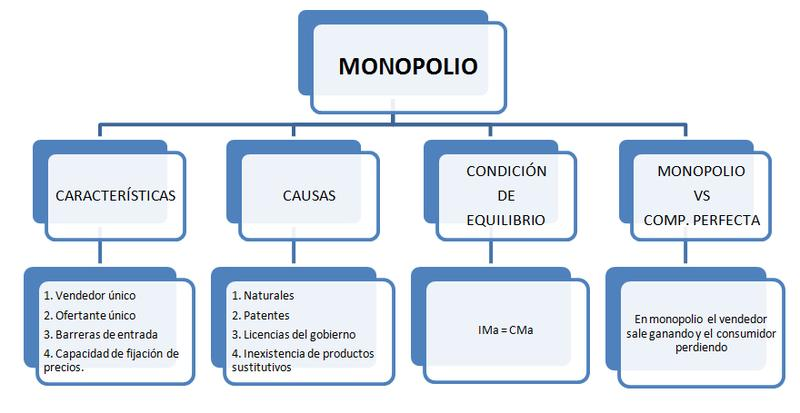 MONOPOLIO
CARACTERÍSTICAS
CAUSAS
CONDICIÓN
DE
EQUILIBRIO
MONOPOLIO
VS
COMP. PERFECTA
1. Vendedor único
2. Ofertante único
3. Barreras de entrada
4. Capacidad de fijación de
precios.
1. Naturales
2. Patentes
3. Licencias del gobierno
4. Inexistencia de productos
sustitutivos
IMa = CMa
En monopolio el vendedor
sale ganando y el consumidor
perdiendo